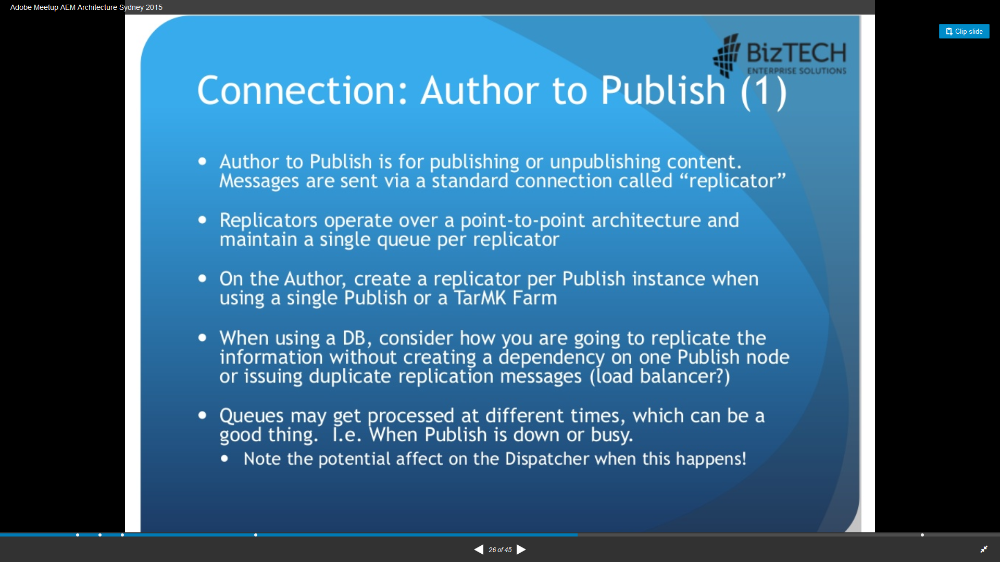 Adobe Meetup AEM Architecture Sydney 2015
Clip slide
BizTECH
ENTERPRISE SOLUTIONS
Connection: Author to Publish (1)
• Author to Publish is for publishing or unpublishing content.
Messages are sent via a standard connection called “replicator”
• Replicators operate over a point-to-point architecture and
maintain a single queue per replicator
• On the Author, create a replicator per Publish instance when
using a single Publish or a TarMK Farm
• When using a DB, consider how you are going to replicate the
information without creating a dependency on one Publish node
or issuing duplicate replication messages (load balancer?)
• Queues may get processed at different times, which can be a
good thing.  I.e. When Publish is down or busy.
• Note the potential affect on the Dispatcher when this happens!
26 of 45